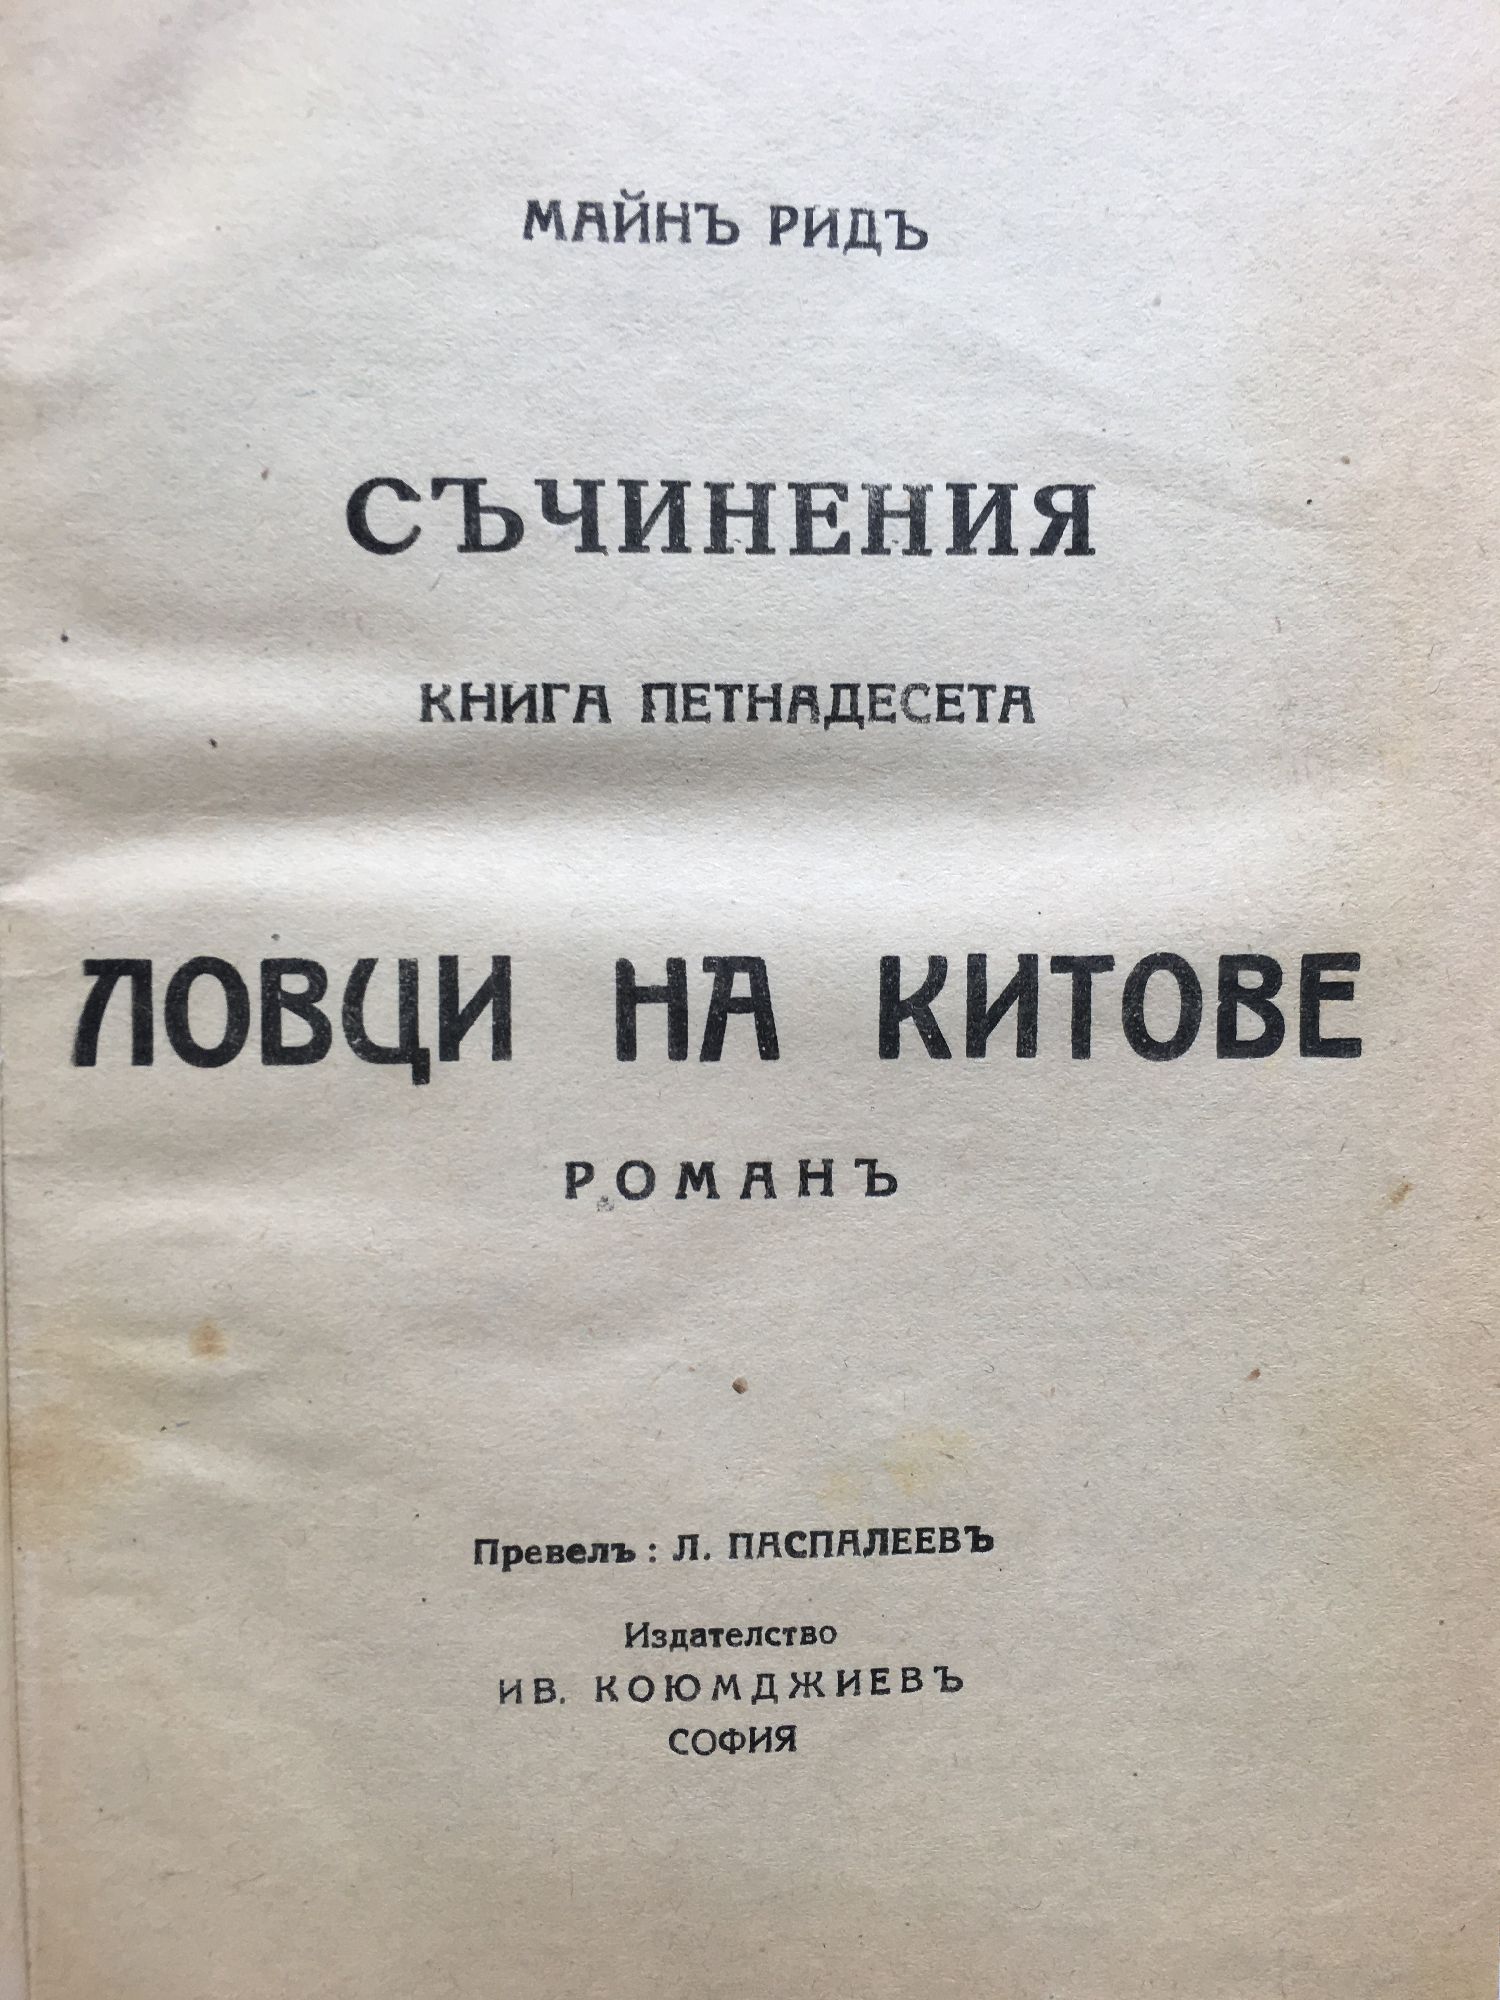 МАЙНЪ РИДЪ
СЪЧИНЕНИЯ
КНИГА ПЕТНАДЕСЕТА
ЛОВЦИ НА КИТОВЕ
РОМАНЪ
Превелъ: Л. ПАСПАЛЕЕВЪ
Издателство
ИВ. КОЮМДЖИЕВЪ
СОФИЯ